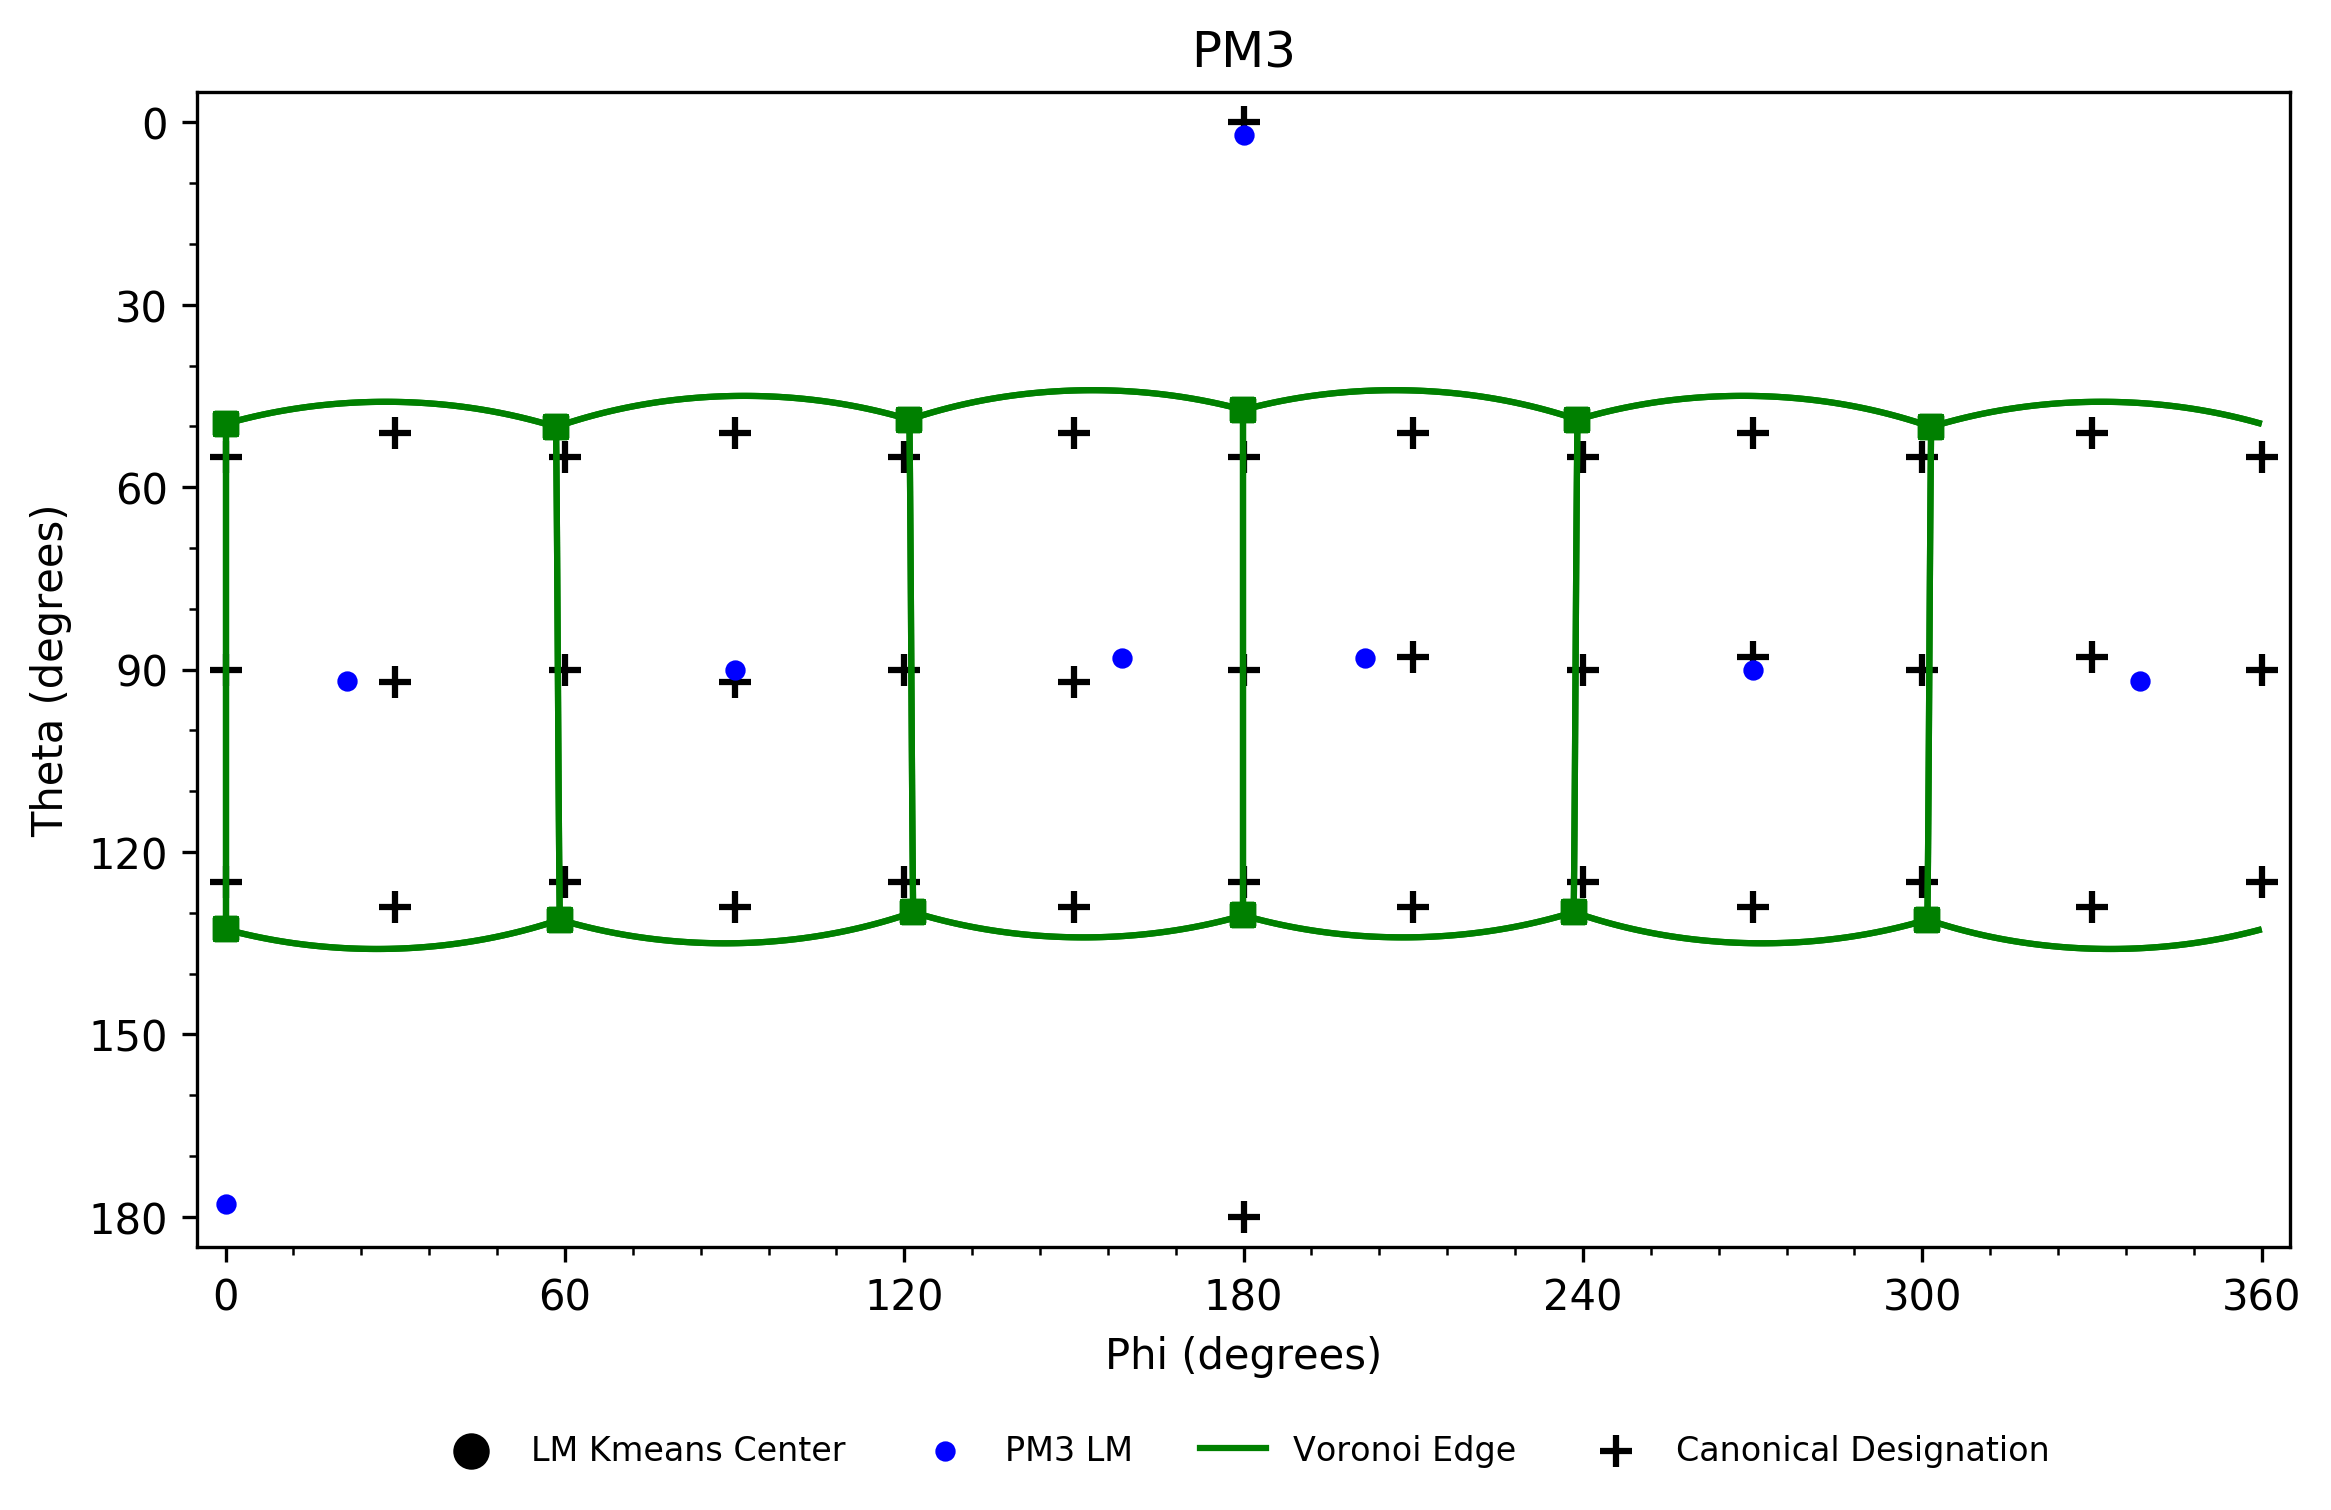 PM3
0
30
60
90
120
150
180
Theta (degrees)
0 60 120 180 240 300 360
Phi (degrees)
LM Kmeans Center PM3 LM Voronoi Edge Canonical Designation